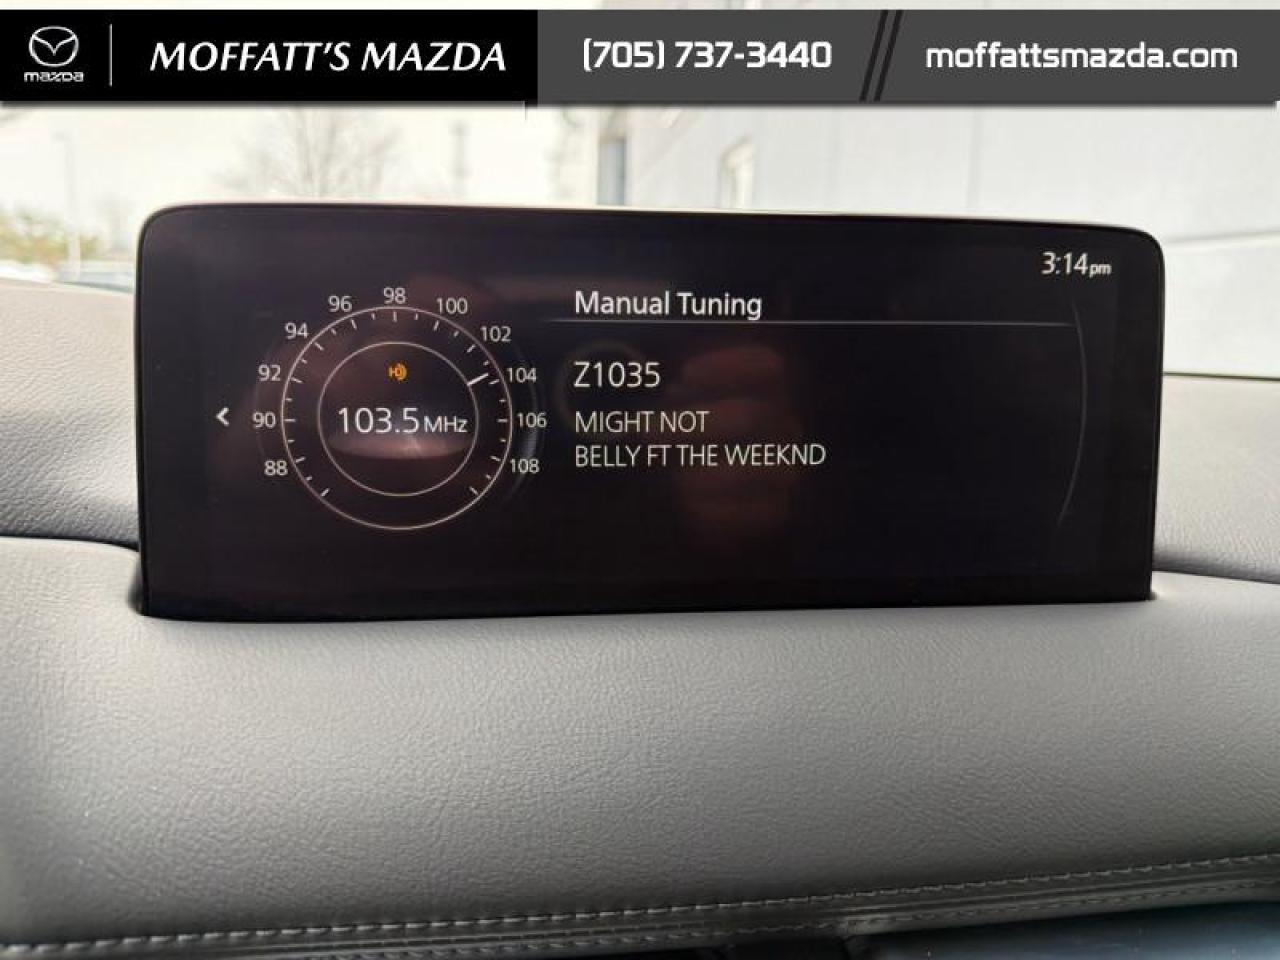 mazda
MOFFATT'S MAZDA
(705) 737-3440
moffattsmazda.com
3:14pm
Manual Tuning
Z1035
MIGHT NOT
BELLY FT THE WEEKND
88
90
92
94
96
98
100
102
104
106
108
HD
103.5 MHz